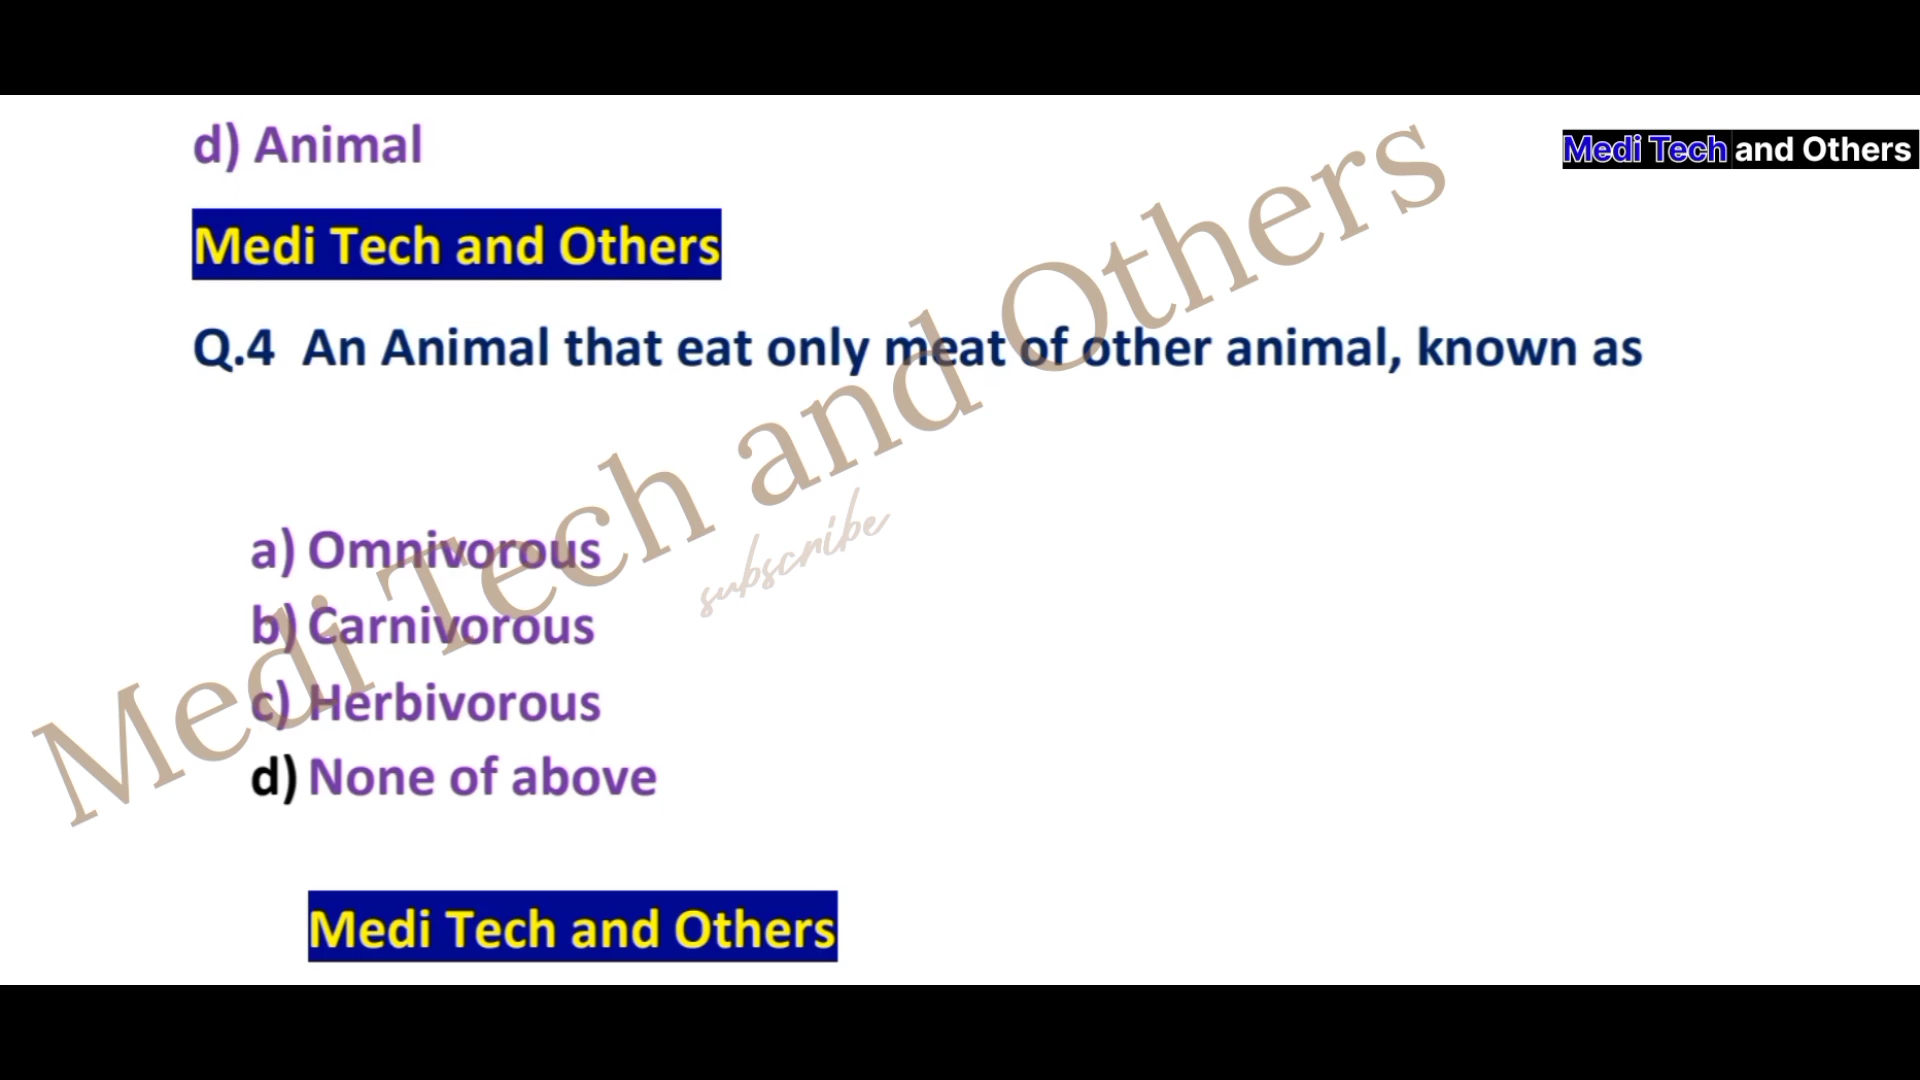 d) Animal
Medi Tech and Others
Medi Tech and Others
Q.4 An Animal that eat only meat of other animal, known as
Medi Tech and Others
subscribe
a) Omnivorous
b) Carnivorous
c) Herbivorous
d) None of above
Medi Tech and Others